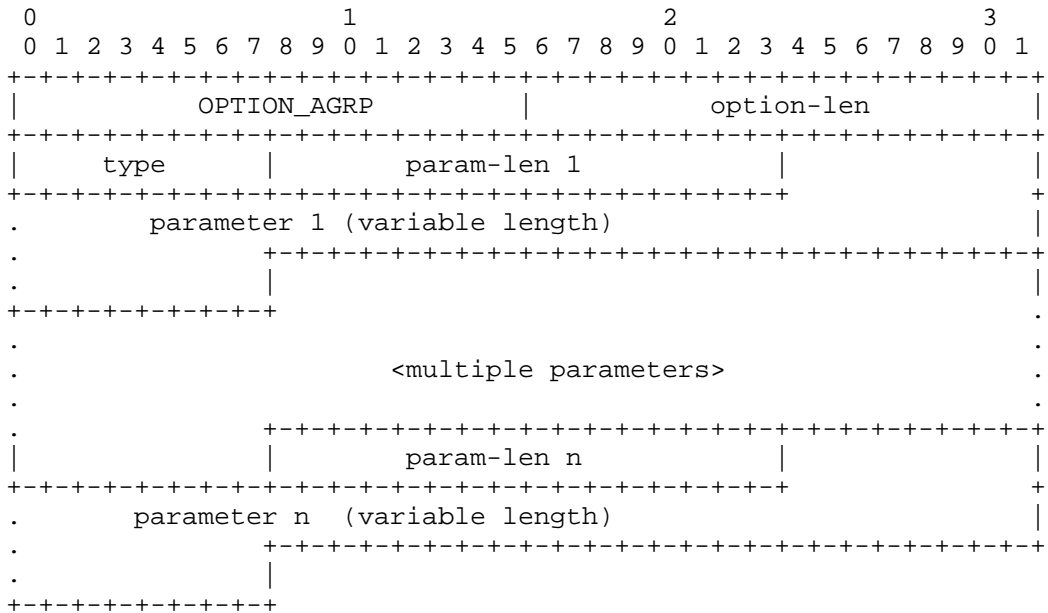 0                   1                   2                   3
0 1 2 3 4 5 6 7 8 9 0 1 2 3 4 5 6 7 8 9 0 1 2 3 4 5 6 7 8 9 0 1
OPTION_AGRP option-len
type param-len 1
parameter 1 (variable length)
<multiple parameters>
param-len n
parameter n  (variable length)